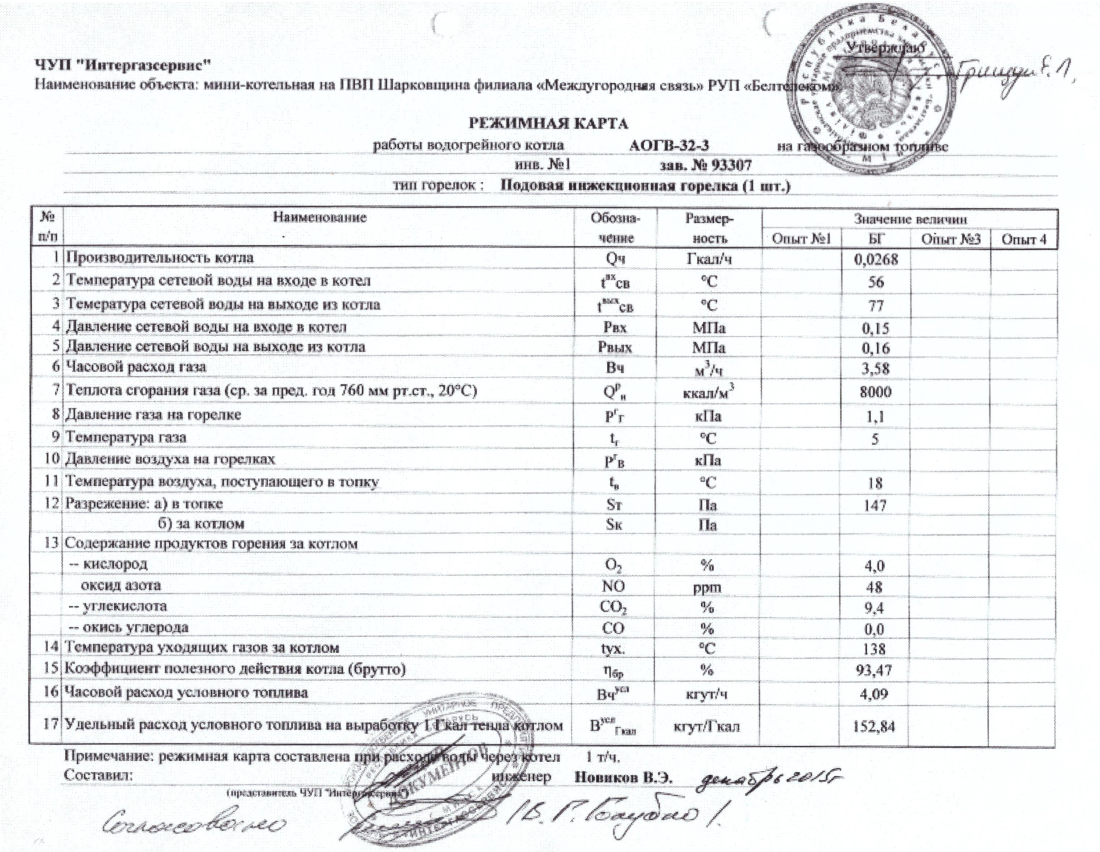 Утверждаю
ЧУП "Интергазсервис"
Наименование объекта: мини-котельная на ПВП Шарковщина филиала «Междугородная связь» РУП «Белтелеком»
РЕЖИМНАЯ КАРТА
работы водогрейного котла АОГВ-32-3 на газообразном топливе
инв. №1 зав. № 93307
тип горелок : Подовая инжекционная горелка (1 шт.)
№ п/п Наименование Обозна-чение Размер-ность Значение величин
Опыт №1 БГ Опыт №3 Опыт 4
1 Производительность котла Qч Гкал/ч 0,0268
2 Температура сетевой воды на входе в котел tвхсв °С 56
3 Темература сетевой воды на выходе из котла tвыхсв °С 77
4 Давление сетевой воды на входе в котел Рвх МПа 0,15
5 Давление сетевой воды на выходе из котла Рвых МПа 0,16
6 Часовой расход газа Вч м³/ч 3,58
7 Теплота сгорания газа (ср. за пред. год 760 мм рт.ст., 20°С) Qрн ккал/м³ 8000
8 Давление газа на горелке Ргг кПа 1,1
9 Температура газа tг °С 5
10 Давление воздуха на горелках Ргв кПа
11 Температура воздуха, поступающего в топку tв °С 18
12 Разрежение: а) в топке Sт Па 147
б) за котлом Sк Па
13 Содержание продуктов горения за котлом
-- кислород O₂ % 4,0
оксид азота NO ppm 48
-- углекислота CO₂ % 9,4
-- окись углерода CO % 0,0
14 Температура уходящих газов за котлом tух. °С 138
15 Коэффициент полезного действия котла (брутто) ηбр % 93,47
16 Часовой расход условного топлива Вчусл кгут/ч 4,09
17 Удельный расход условного топлива на выработку 1 Гкал тепла котлом ВуслГкал кгут/Гкал 152,84
Примечание: режимная карта составлена при расходе воды через котел 1 т/ч.
Составил: инженер Новиков В.Э. декабрь 2015г
(представитель ЧУП "Интергазсервис")
ДОКУМЕНТОВ
Согласовано